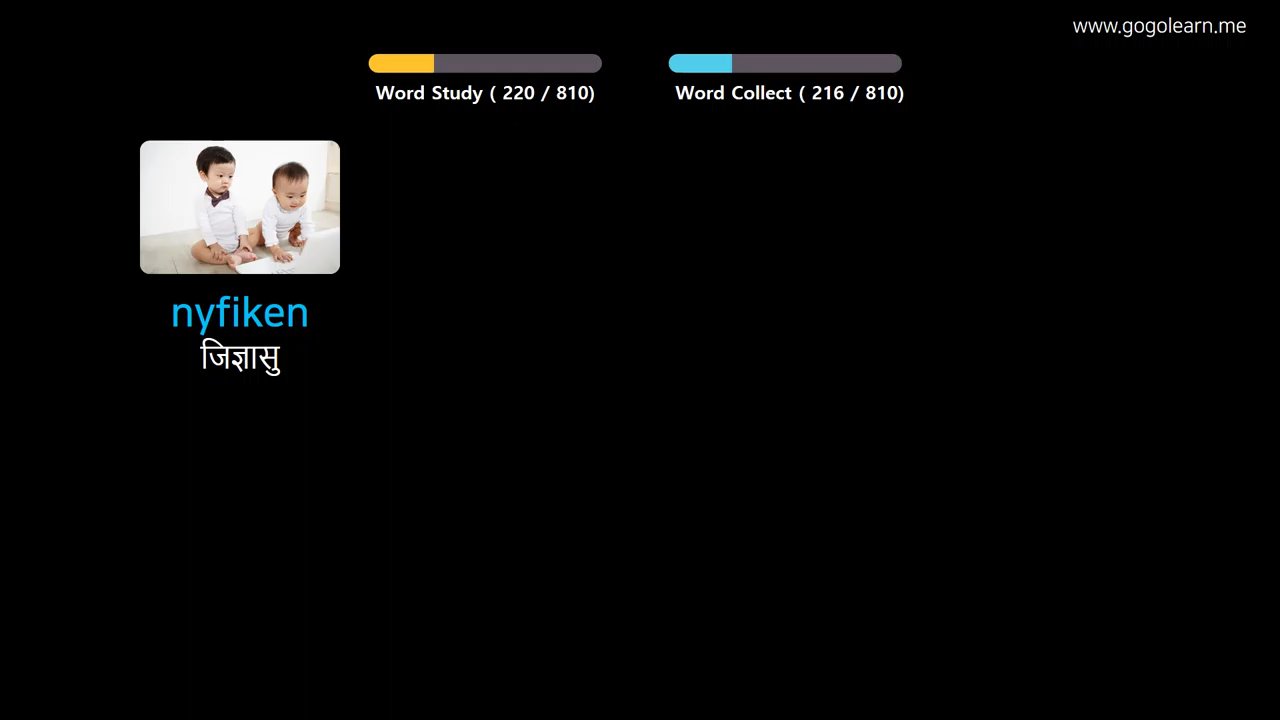 www.gogolearn.me
Word Study ( 220 / 810)
Word Collect ( 216 / 810)
nyfiken
जिज्ञासु